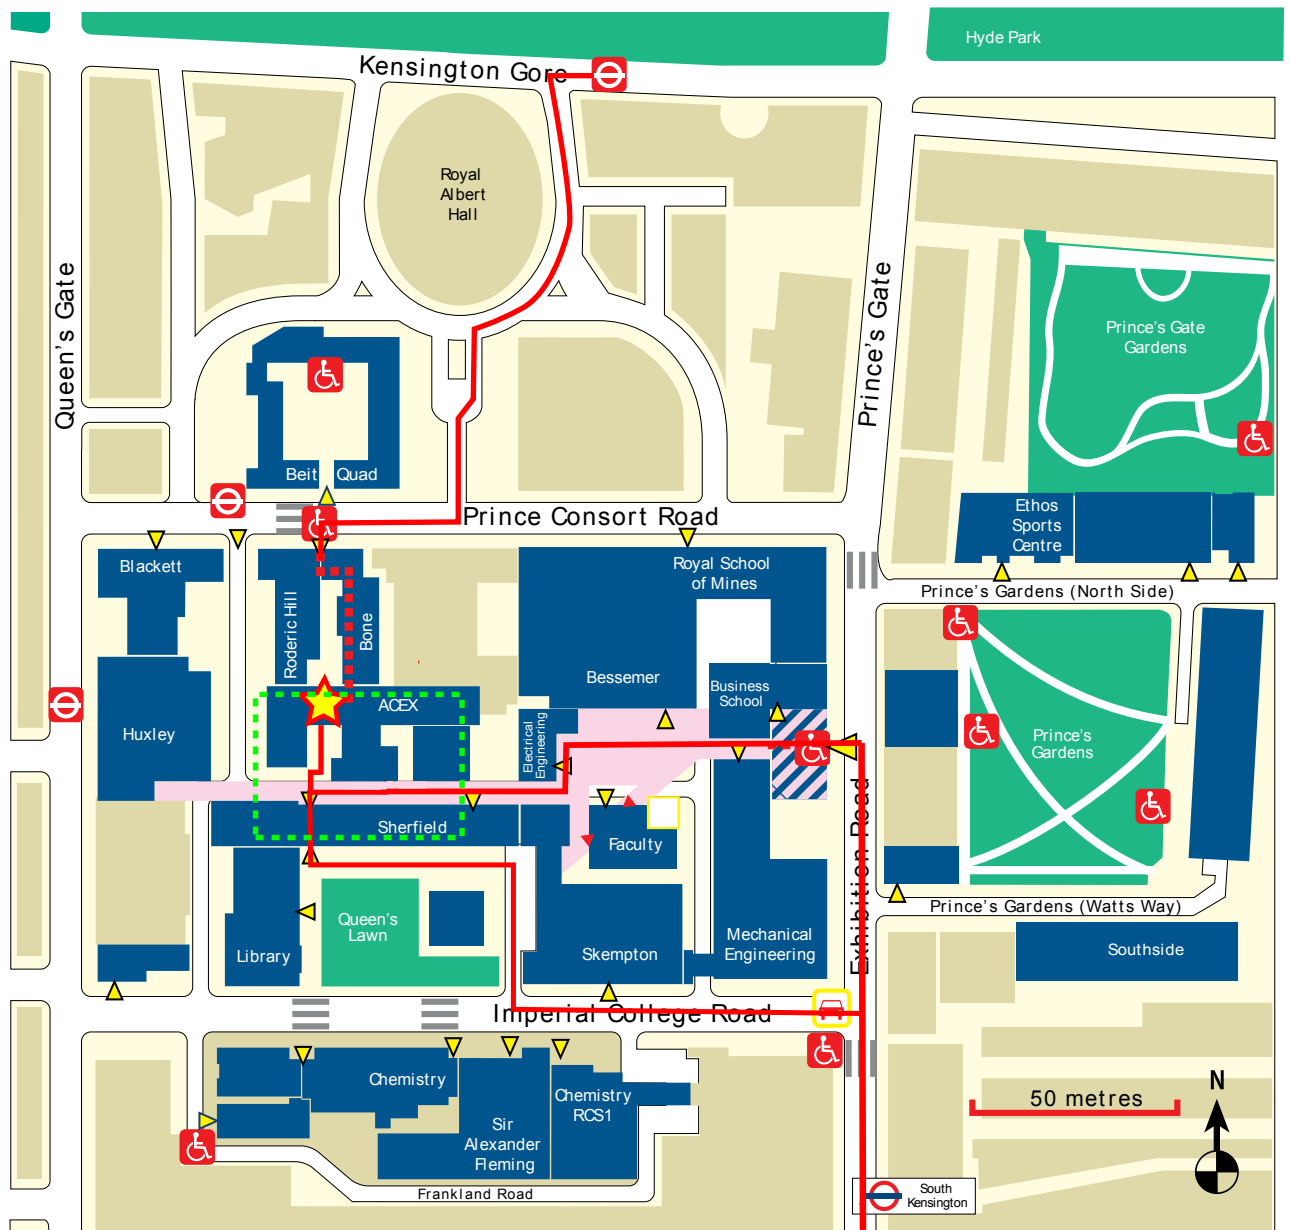 Hyde Park
Kensington Gore
Royal
Albert
Hall
Queen's Gate
Prince's Gate
Prince's Gate
Gardens
Beit Quad
Prince Consort Road
Ethos
Sports
Centre
Prince's Gardens (North Side)
Blackett
Roderic Hill
Bone
Royal School
of Mines
Bessemer
Business
School
ACEX
Huxley
Electrical
Engineering
Prince's
Gardens
Exhibition Road
Sherfield
Faculty
Queen's
Lawn
Library
Skempton
Mechanical
Engineering
Prince's Gardens (Watts Way)
Southside
Imperial College Road
Chemistry
Chemistry
RCS1
Sir
Alexander
Fleming
Frankland Road
50 metres
N
South
Kensington